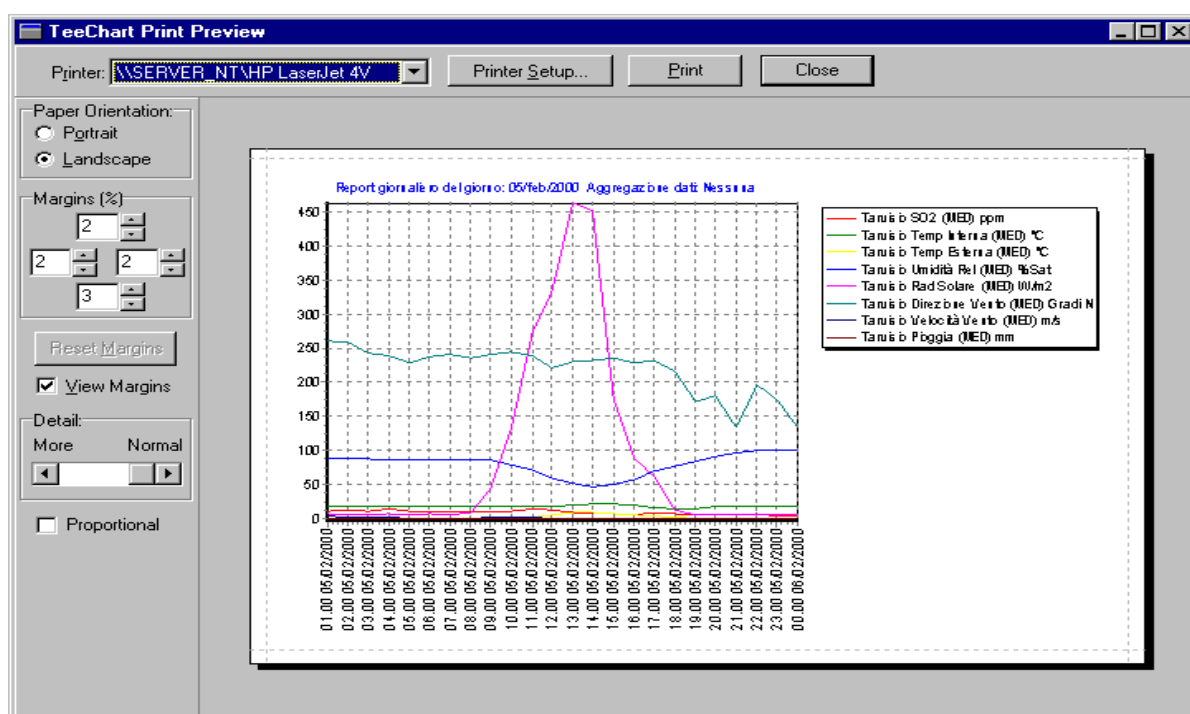 TeeChart Print Preview
Printer: \\SERVER_NT\HP LaserJet 4V Printer Setup... Print Close
Paper Orientation:
Portrait
Landscape
Margins (%)
2
2 2
3
Reset Margins
View Margins
Detail:
More Normal
Proportional
Report giornaliero del giorno: 05/feb/2000 Aggregazione dati: Nessuna
450
400
350
300
250
200
150
100
50
0
01.00 05/02/2000
02.00 05/02/2000
03.00 05/02/2000
04.00 05/02/2000
05.00 05/02/2000
06.00 05/02/2000
07.00 05/02/2000
08.00 05/02/2000
09.00 05/02/2000
10.00 05/02/2000
11.00 05/02/2000
12.00 05/02/2000
13.00 05/02/2000
14.00 05/02/2000
15.00 05/02/2000
16.00 05/02/2000
17.00 05/02/2000
18.00 05/02/2000
19.00 05/02/2000
20.00 05/02/2000
21.00 05/02/2000
22.00 05/02/2000
23.00 05/02/2000
00.00 06/02/2000
Tarvisio SO2 (MED) ppm
Tarvisio Temp Interna (MED) °C
Tarvisio Temp Esterna (MED) °C
Tarvisio Umidità Rel (MED) %Sat
Tarvisio Rad Solare (MED) W/m2
Tarvisio Direzione Vento (MED) Gradi N
Tarvisio Velocità Vento (MED) m/s
Tarvisio Pioggia (MED) mm